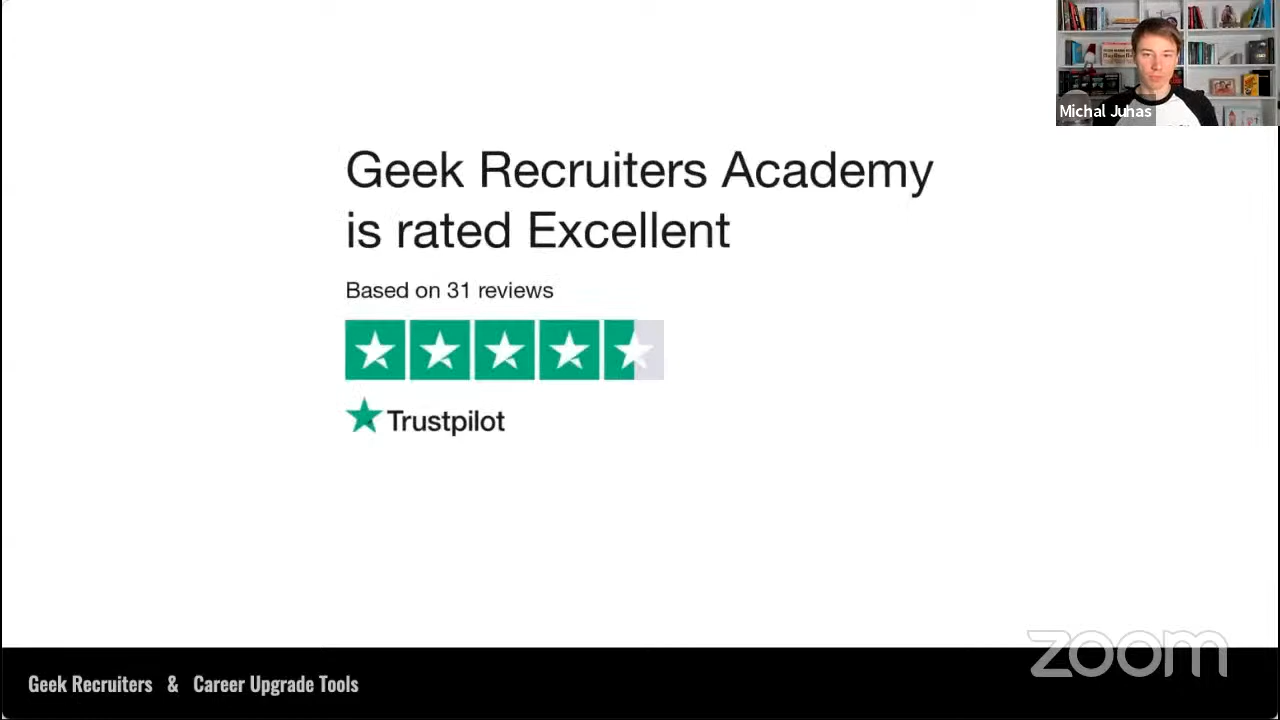 Michal Juhas
Geek Recruiters Academy
is rated Excellent
Based on 31 reviews
Trustpilot
zoom
Geek Recruiters & Career Upgrade Tools